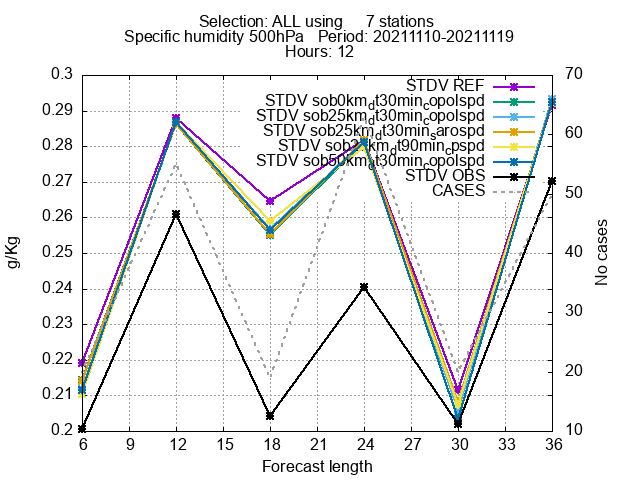 Selection: ALL using 7 stations
Specific humidity 500hPa Period: 20211110-20211119
Hours: 12
STDV REF
STDV sob0km_dt30min_copolspd
STDV sob25km_dt30min_copolspd
STDV sob25km_dt30min_sarospd
STDV sob25km_dt90min_cpspd
STDV sob50km_dt30min_copolspd
STDV OBS
CASES
0.3
0.29
0.28
0.27
0.26
0.25
0.24
0.23
0.22
0.21
0.2
g/Kg
70
60
50
40
30
20
10
No cases
6 9 12 15 18 21 24 27 30 33 36
Forecast length